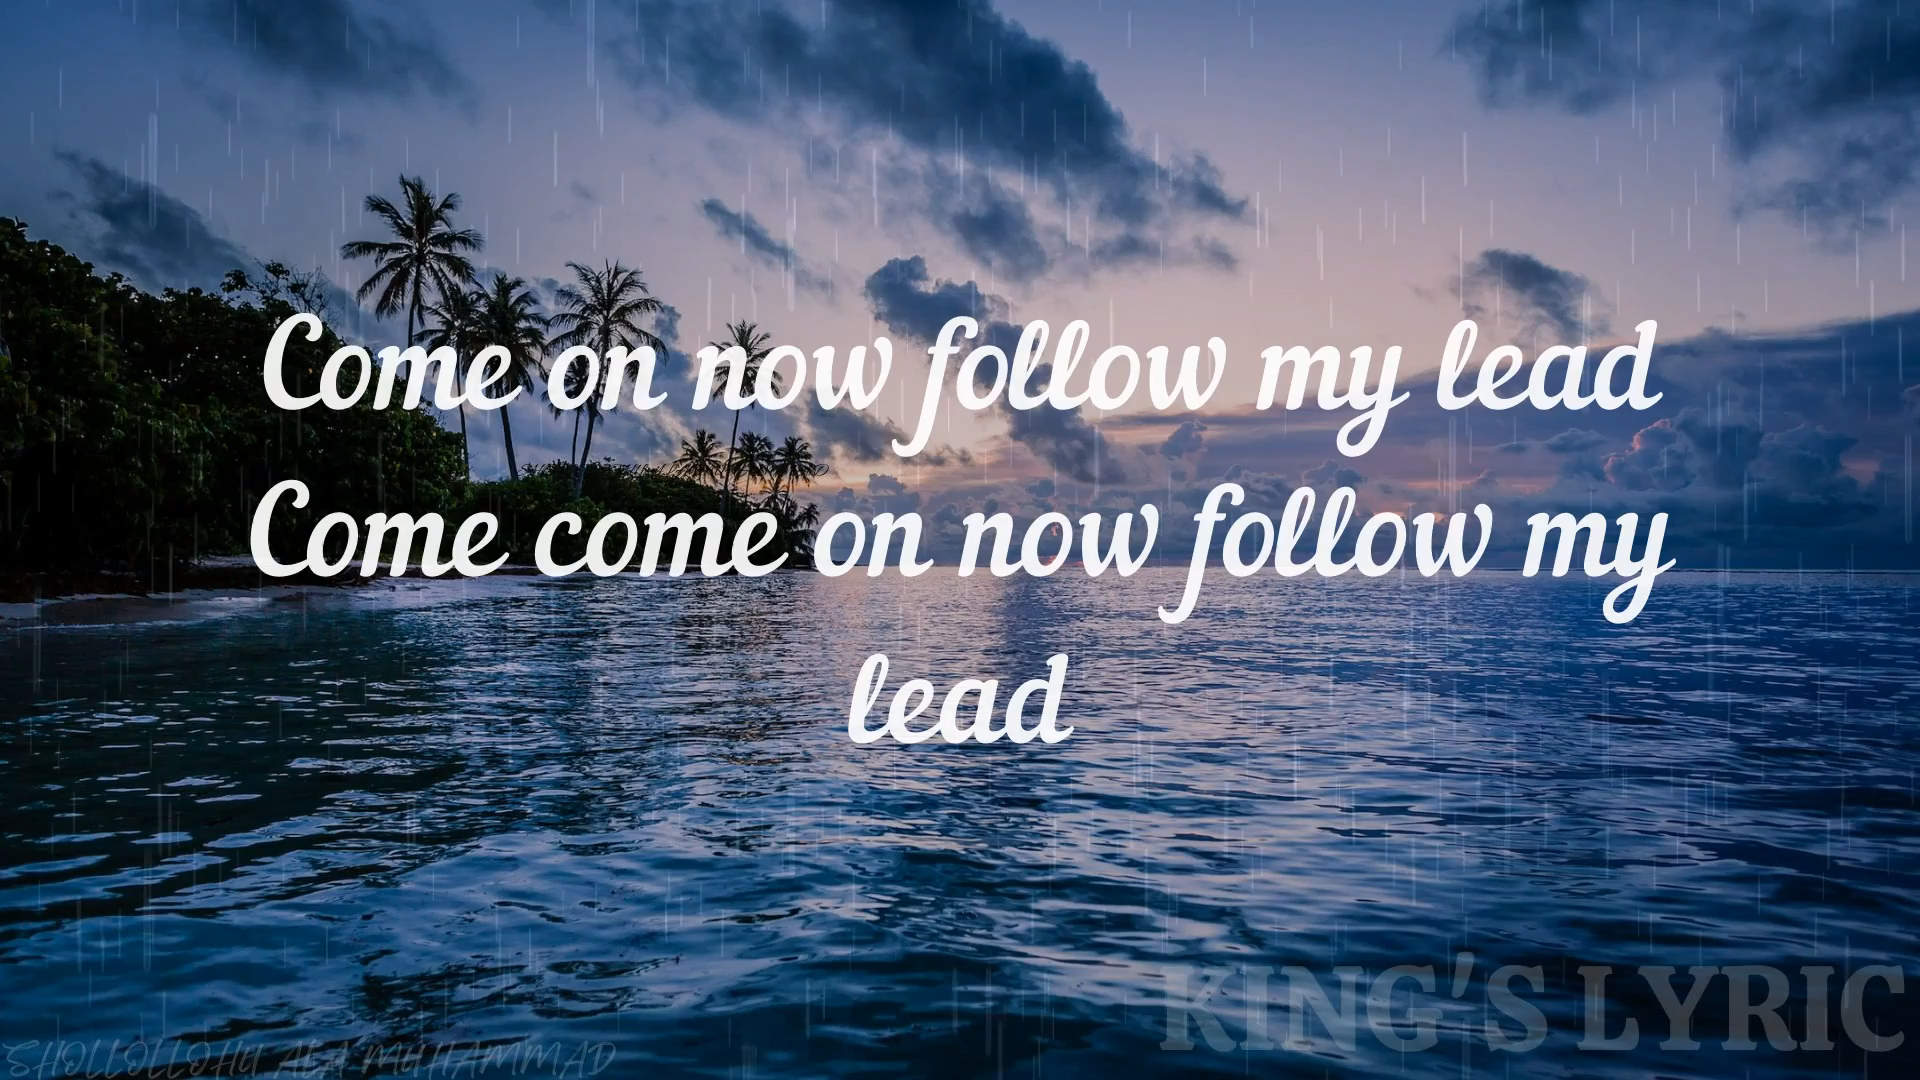 Come on now follow my lead
Come come on now follow my
lead
KING'S LYRIC
SHOLLOLLOHU ALA MUHAMMAD